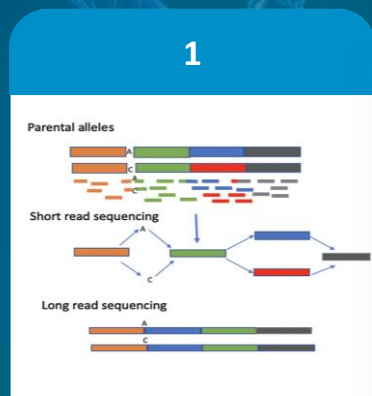 1
Parental alleles
A
C
A
C
Short read sequencing
A
C
Long read sequencing
A
C